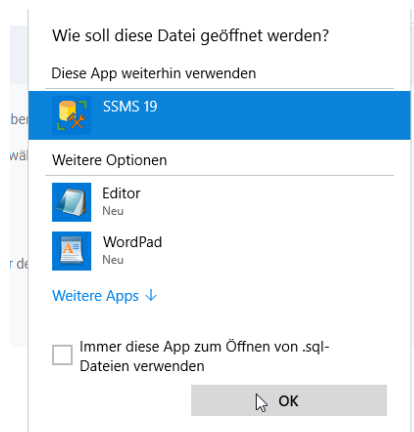 Wie soll diese Datei geöffnet werden?
Diese App weiterhin verwenden
SSMS 19
Weitere Optionen
Editor
Neu
WordPad
Neu
Weitere Apps ↓
Immer diese App zum Öffnen von .sql-
Dateien verwenden
OK